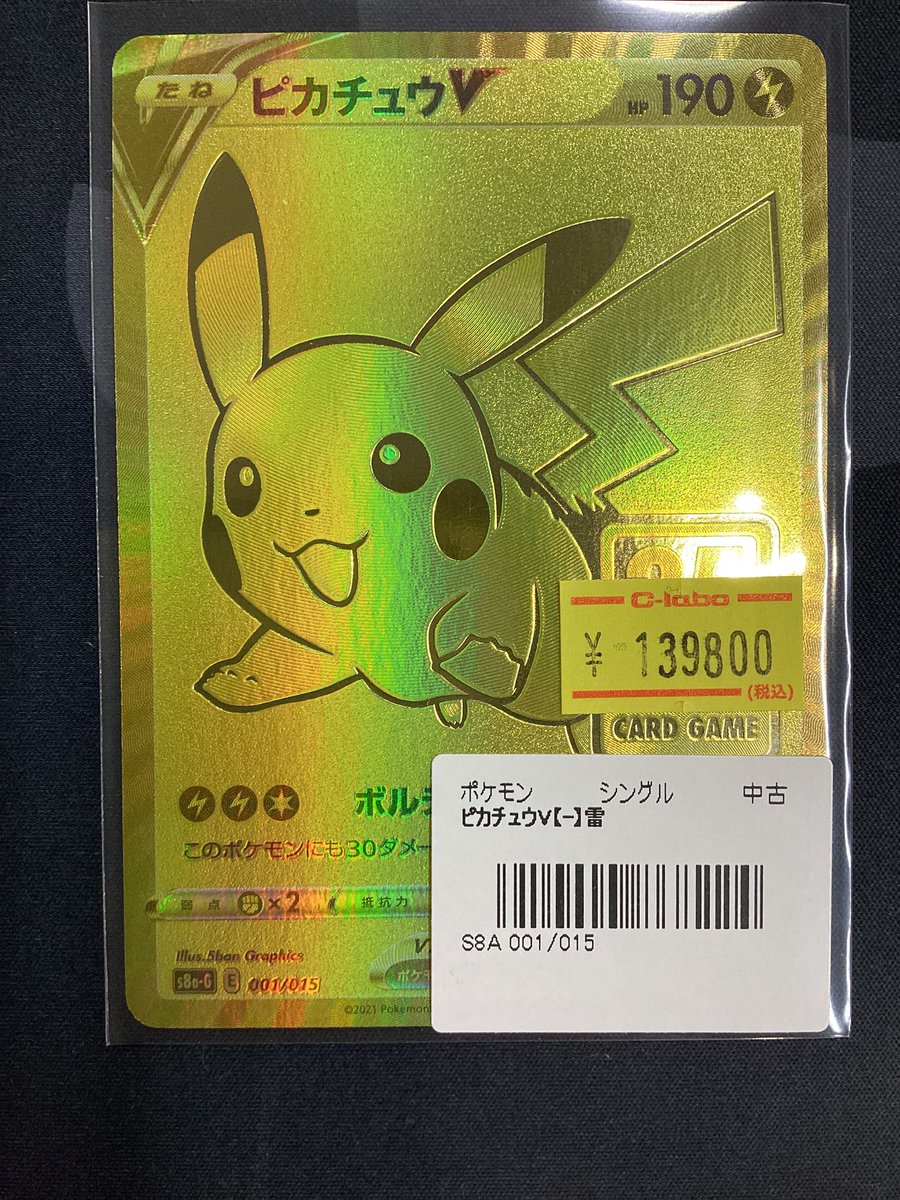 たね ピカチュウV HP 190
C-labo
¥ 139800
(税込)
CARD GAME
ボルテ
このポケモンにも30ダメー
ポケモン シングル 中古
ピカチュウV【-】雷
S8A 001/015
弱点 ×2 抵抗力
Illus.5ban Graphics
s8a-G E 001/015
©2021 Pokémon